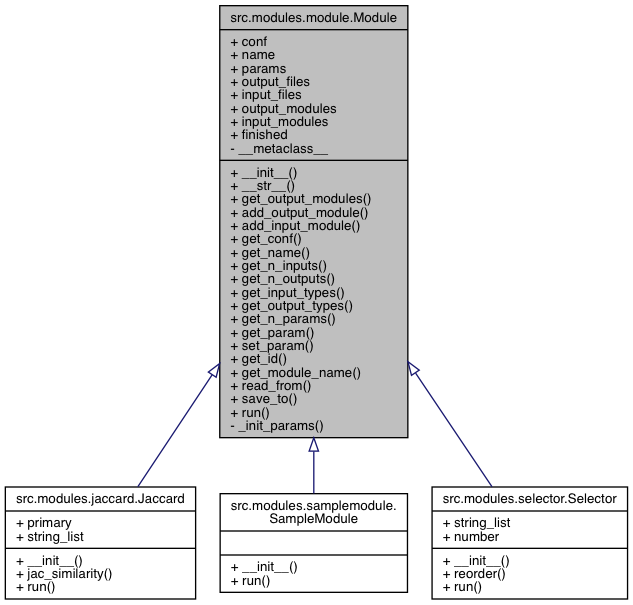 src.modules.module.Module
+ conf
+ name
+ params
+ output_files
+ input_files
+ output_modules
+ input_modules
+ finished
- __metaclass__
+ __init__()
+ __str__()
+ get_output_modules()
+ add_output_module()
+ add_input_module()
+ get_conf()
+ get_name()
+ get_n_inputs()
+ get_n_outputs()
+ get_input_types()
+ get_output_types()
+ get_n_params()
+ get_param()
+ set_param()
+ get_id()
+ get_module_name()
+ read_from()
+ save_to()
+ run()
- _init_params()
src.modules.jaccard.Jaccard
+ primary
+ string_list
+ __init__()
+ jac_similarity()
+ run()
src.modules.samplemodule.
SampleModule
+ __init__()
+ run()
src.modules.selector.Selector
+ string_list
+ number
+ __init__()
+ reorder()
+ run()